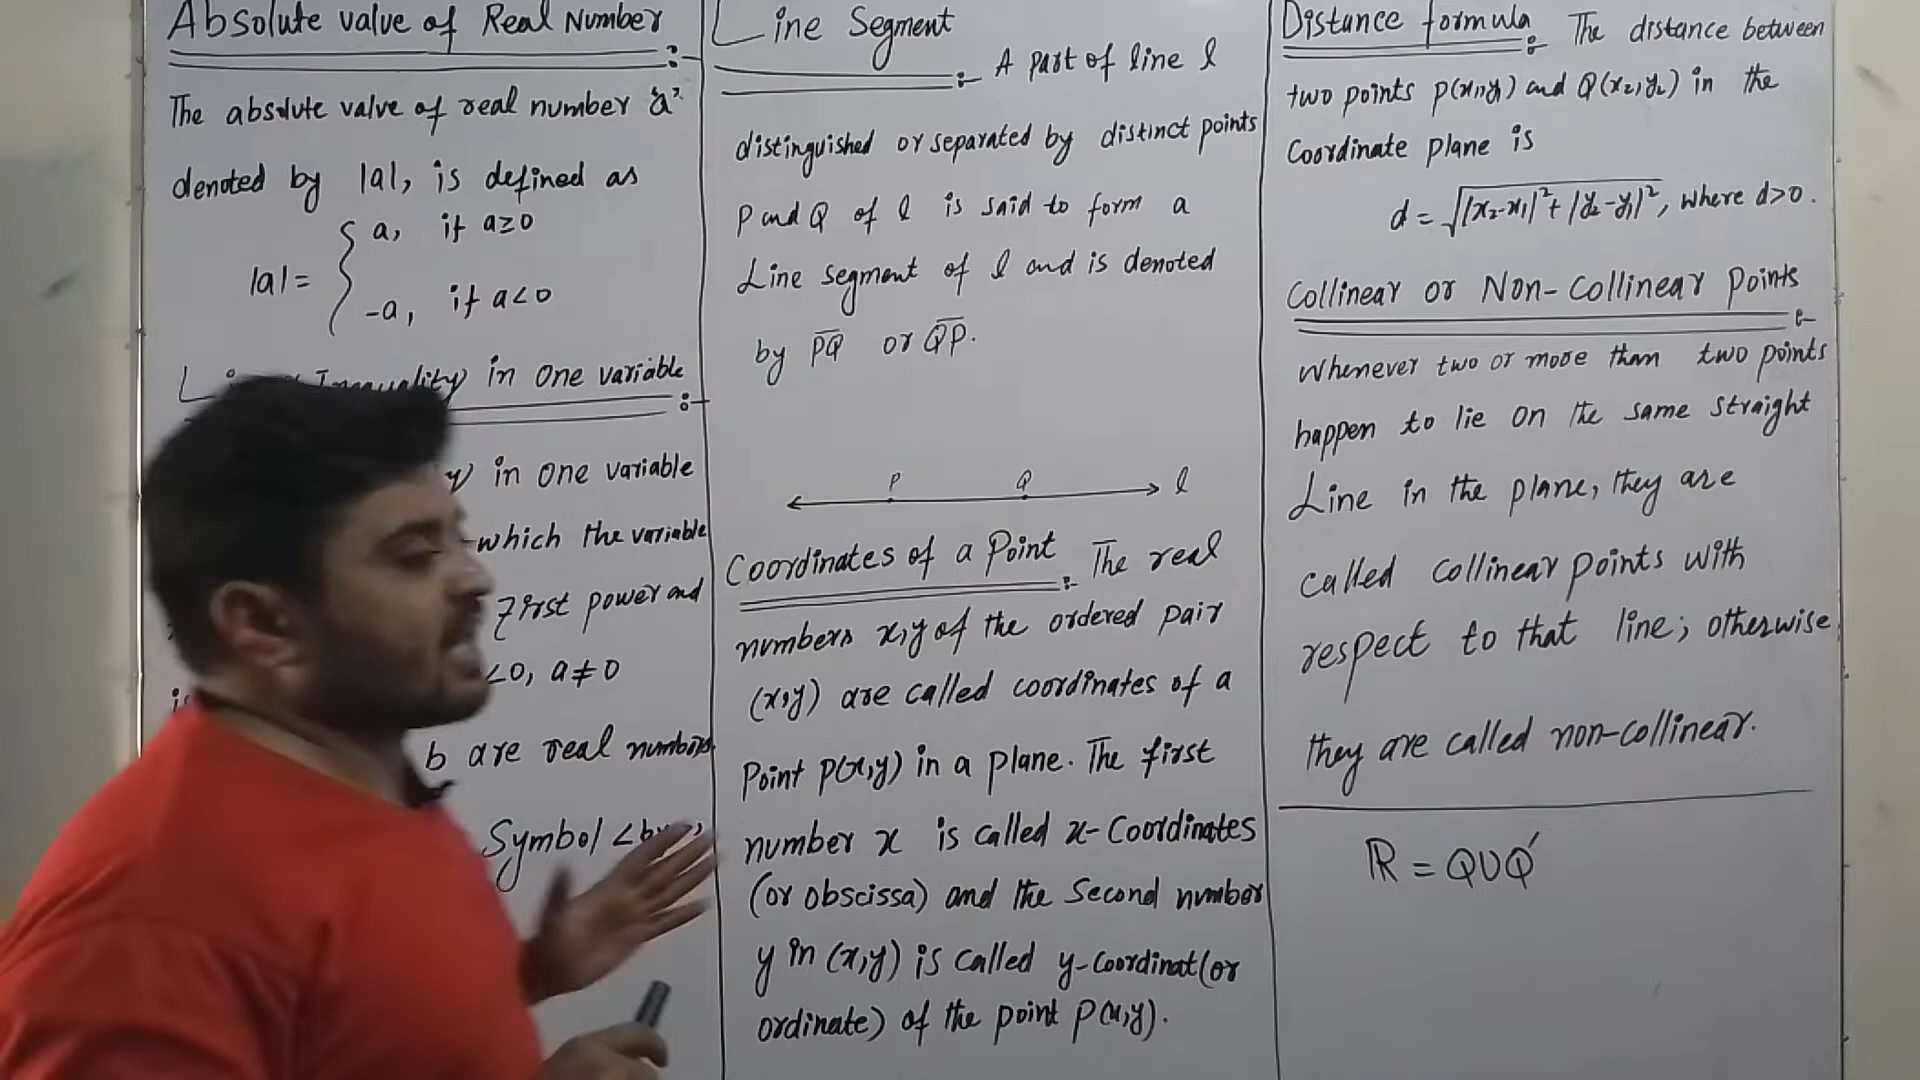 Absolute value of Real Number :-
The absolute value of real number 'a'
denoted by |a|, is defined as
|a| = { a, if a≥0
-a, if a<0
in one variable :-
in one variable
which the variable
first power and
<0, a≠0
b are real numbers
Symbol <
Line Segment :- A part of line l
distinguished or separated by distinct points
P and Q of l is said to form a
Line segment of l and is denoted
by P̅Q̅ or Q̅P̅.
P Q l
Coordinates of a Point :- The real
numbers x,y of the ordered pair
(x,y) are called coordinates of a
Point P(x,y) in a plane. The first
number x is called x-Coordinates
(or obscissa) and the Second number
y in (x,y) is called y-coordinat(or
ordinate) of the point P(x,y).
Distance formula :- The distance between
two points P(x₁,y₁) and Q(x₂,y₂) in the
Coordinate plane is
d = √|x₂-x₁|²+|y₂-y₁|², where d>0.
Collinear or Non-Collinear Points :-
Whenever two or more than two points
happen to lie on the same straight
Line in the plane, they are
called collinear points with
respect to that line; otherwise
they are called non-collinear.
ℝ = Q∪Q′